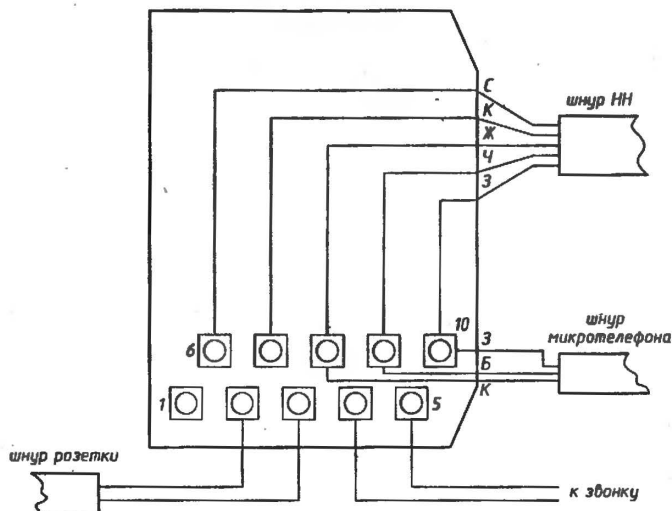 С
К
шнур НН
Ж
Ч
З
6
10
З
шнур
микротелефона
Б
К
1
5
шнур розетки
к звонку